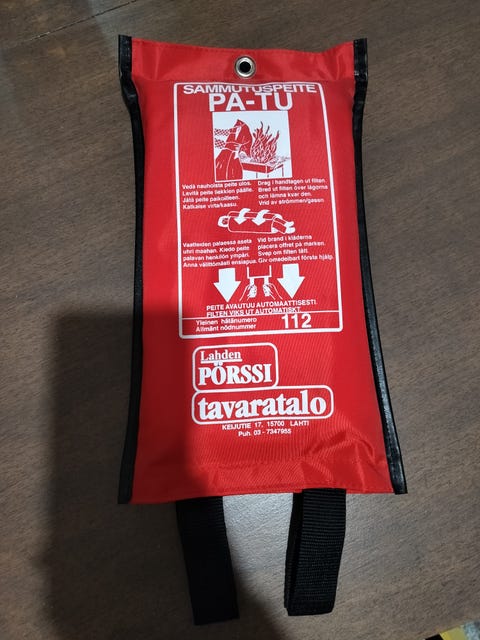 SAMMUTUSPEITE
PA-TU
Vedä nauhoista peite ulos.
Levitä peite liekkien päälle.
Jätä peite paikoilleen.
Katkaise virta/kaasu.
Drag i handtagen ut filten.
Bred ut filten över lågorna
och lämna kvar den.
Vrid av strömmen/gasen
Vaatteiden palaessa aseta
uhri maahan. Kiedo peite
palavan henkilön ympäri.
Anna välittömästi ensiapua.
Vid brand i kläderna
placera offret på marken.
Svep om filten tätt.
Giv omedelbart första hjälp.
PEITE AVAUTUU AUTOMAATTISESTI.
FILTEN VIKS UT AUTOMATISKT.
Yleinen hätänumero
Allmänt nödnummer
112
Lahden
PÖRSSI
tavaratalo
KEIJUTIE 17, 15700 LAHTI
Puh. 03 - 7347955